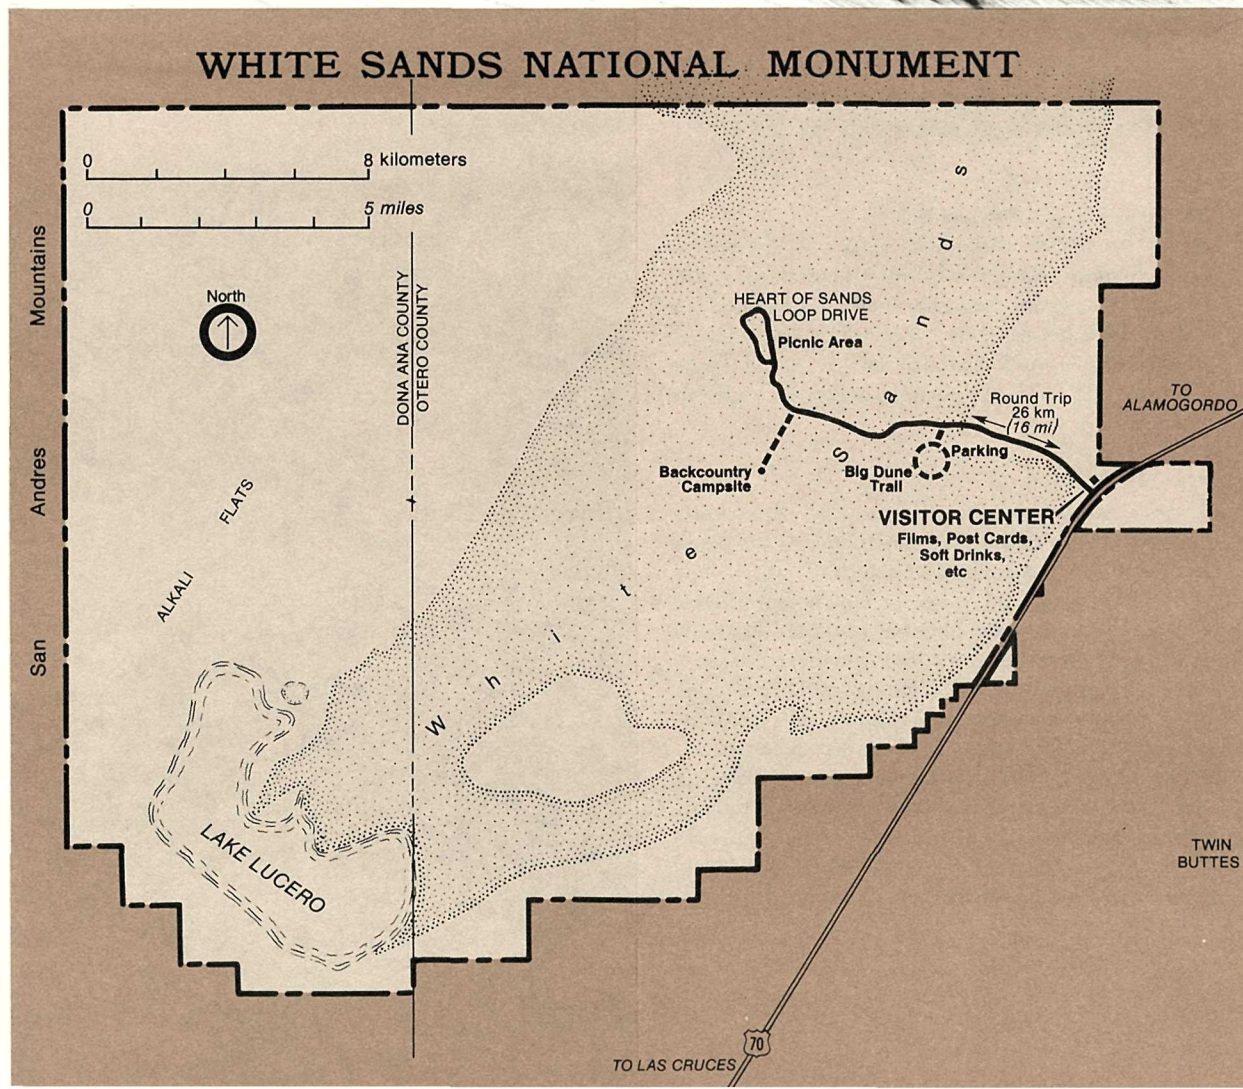 WHITE SANDS NATIONAL MONUMENT
0 8 kilometers
0 5 miles
North
San Andres Mountains
DONA ANA COUNTY
OTERO COUNTY
HEART OF SANDS
LOOP DRIVE
Picnic Area
Round Trip
26 km
(16 mi)
TO
ALAMOGORDO
Parking
Big Dune
Trail
Backcountry
Campsite
VISITOR CENTER
Films, Post Cards,
Soft Drinks,
etc
White Sands
ALKALI FLATS
LAKE LUCERO
TWIN
BUTTES
70
TO LAS CRUCES